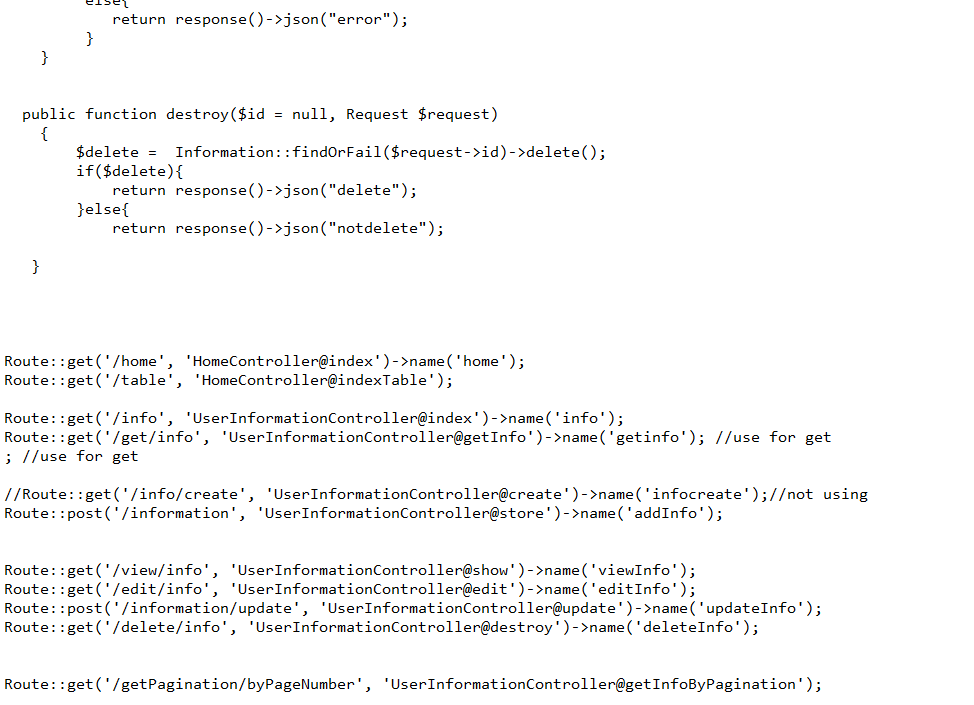 else{
return response()->json("error");
}
}
public function destroy($id = null, Request $request)
{
$delete =  Information::findOrFail($request->id)->delete();
if($delete){
return response()->json("delete");
}else{
return response()->json("notdelete");
}
Route::get('/home', 'HomeController@index')->name('home');
Route::get('/table', 'HomeController@indexTable');
Route::get('/info', 'UserInformationController@index')->name('info');
Route::get('/get/info', 'UserInformationController@getInfo')->name('getinfo'); //use for get
; //use for get
//Route::get('/info/create', 'UserInformationController@create')->name('infocreate');//not using
Route::post('/information', 'UserInformationController@store')->name('addInfo');
Route::get('/view/info', 'UserInformationController@show')->name('viewInfo');
Route::get('/edit/info', 'UserInformationController@edit')->name('editInfo');
Route::post('/information/update', 'UserInformationController@update')->name('updateInfo');
Route::get('/delete/info', 'UserInformationController@destroy')->name('deleteInfo');
Route::get('/getPagination/byPageNumber', 'UserInformationController@getInfoByPagination');